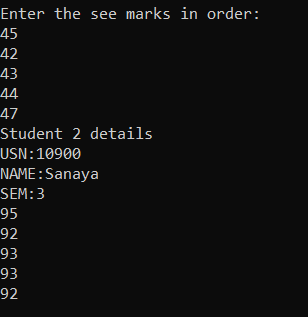 Enter the see marks in order:
45
42
43
44
47
Student 2 details
USN:10900
NAME:Sanaya
SEM:3
95
92
93
93
92